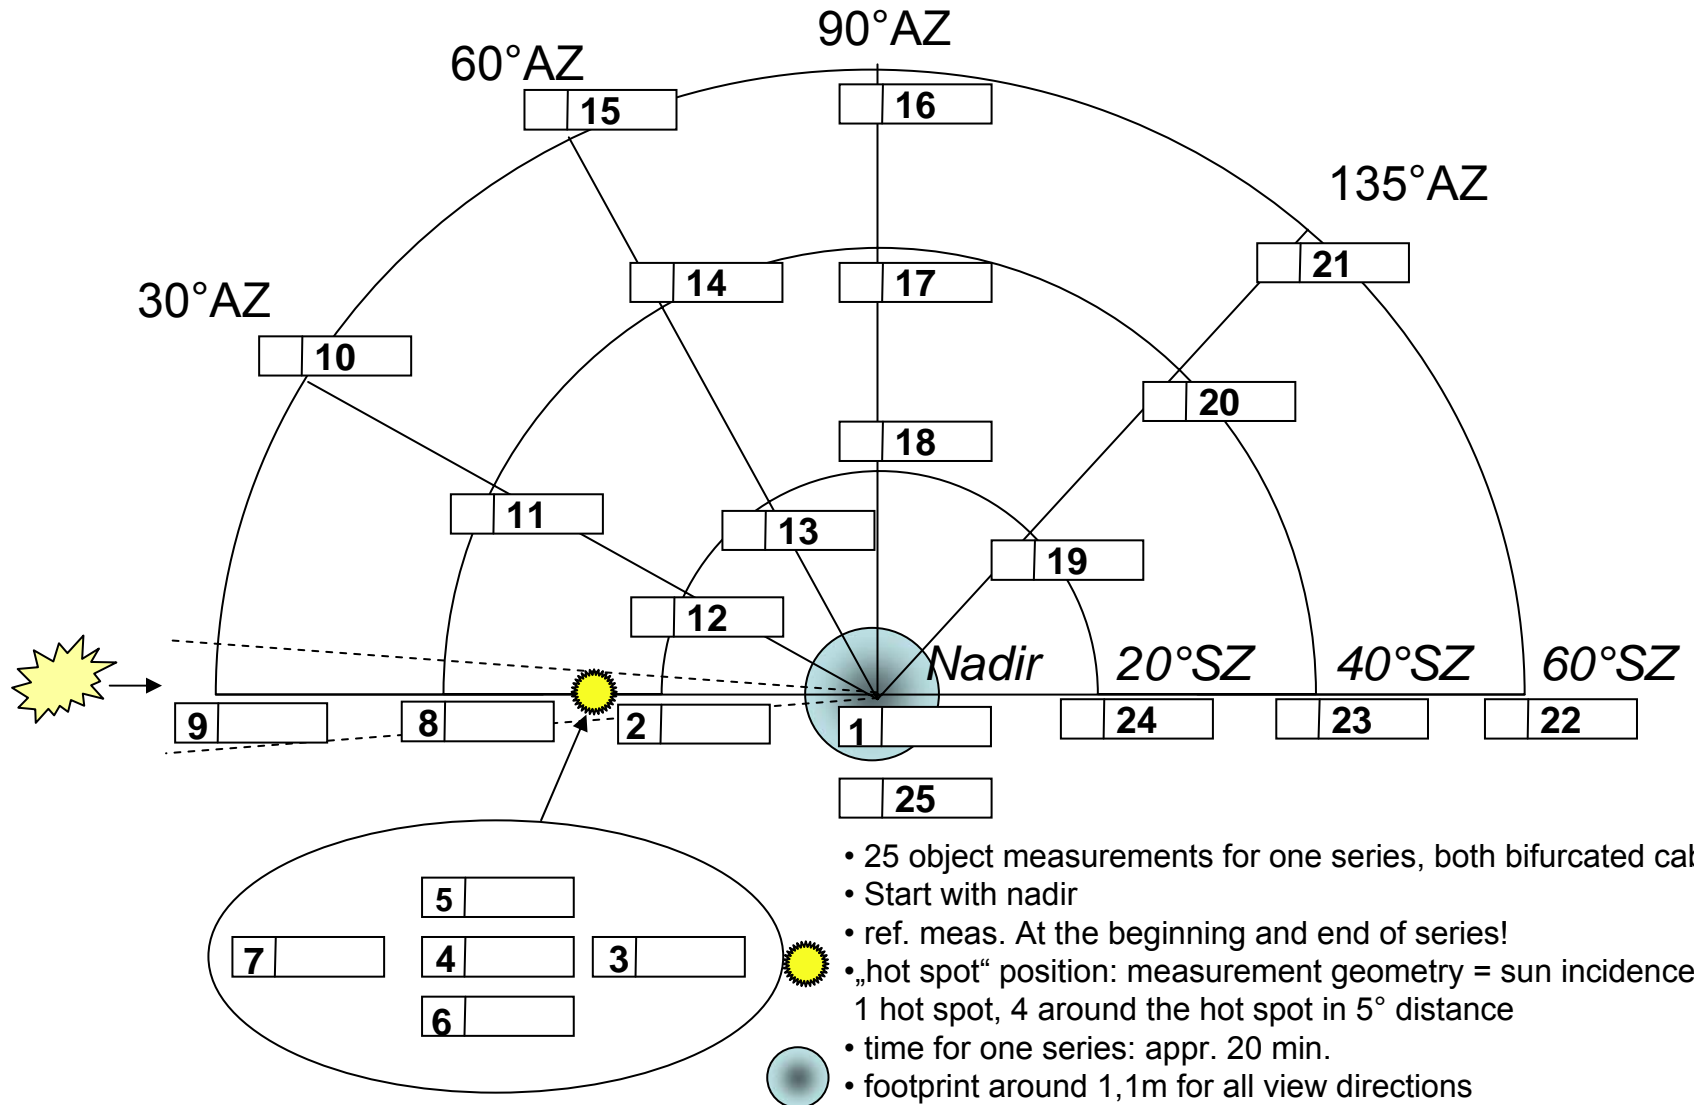 90°AZ
60°AZ
15
16
135°AZ
21
14
17
30°AZ
10
20
18
11
13
19
12
Nadir 20°SZ 40°SZ 60°SZ
9 8 2 1 24 23 22
25
5
7 4 3
6
• 25 object measurements for one series, both bifurcated
• Start with nadir
• ref. meas. At the beginning and end of series!
• „hot spot“ position: measurement geometry = sun incidence
1 hot spot, 4 around the hot spot in 5° distance
• time for one series: appr. 20 min.
• footprint around 1,1m for all view directions